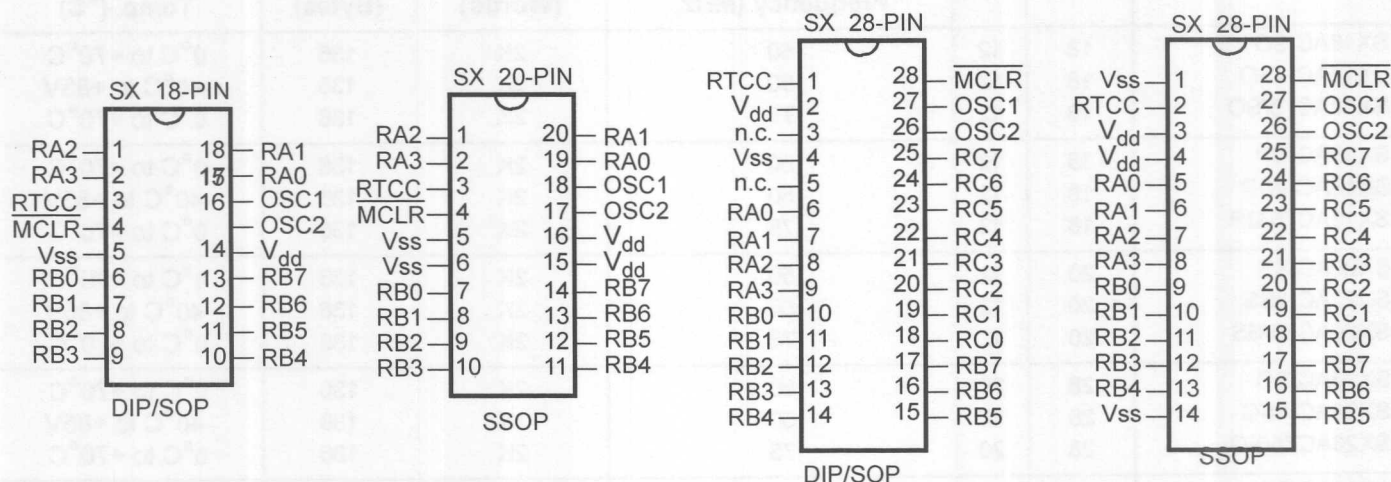 SX 18-PIN
RA2 1 18 RA1
RA3 2 17 RA0
RTCC 3 16 OSC1
MCLR 4 15 OSC2
Vss 5 14 Vdd
RB0 6 13 RB7
RB1 7 12 RB6
RB2 8 11 RB5
RB3 9 10 RB4
DIP/SOP
SX 20-PIN
RA2 1 20 RA1
RA3 2 19 RA0
RTCC 3 18 OSC1
MCLR 4 17 OSC2
Vss 5 16 Vdd
Vss 6 15 Vdd
RB0 7 14 RB7
RB1 8 13 RB6
RB2 9 12 RB5
RB3 10 11 RB4
SSOP
SX 28-PIN
RTCC 1 28 MCLR
Vdd 2 27 OSC1
n.c. 3 26 OSC2
Vss 4 25 RC7
n.c. 5 24 RC6
RA0 6 23 RC5
RA1 7 22 RC4
RA2 8 21 RC3
RA3 9 20 RC2
RB0 10 19 RC1
RB1 11 18 RC0
RB2 12 17 RB7
RB3 13 16 RB6
RB4 14 15 RB5
DIP/SOP
SX 28-PIN
Vss 1 28 MCLR
RTCC 2 27 OSC1
Vdd 3 26 OSC2
Vdd 4 25 RC7
RA0 5 24 RC6
RA1 6 23 RC5
RA2 7 22 RC4
RA3 8 21 RC3
RB0 9 20 RC2
RB1 10 19 RC1
RB2 11 18 RC0
RB3 12 17 RB7
RB4 13 16 RB6
Vss 14 15 RB5
SSOP